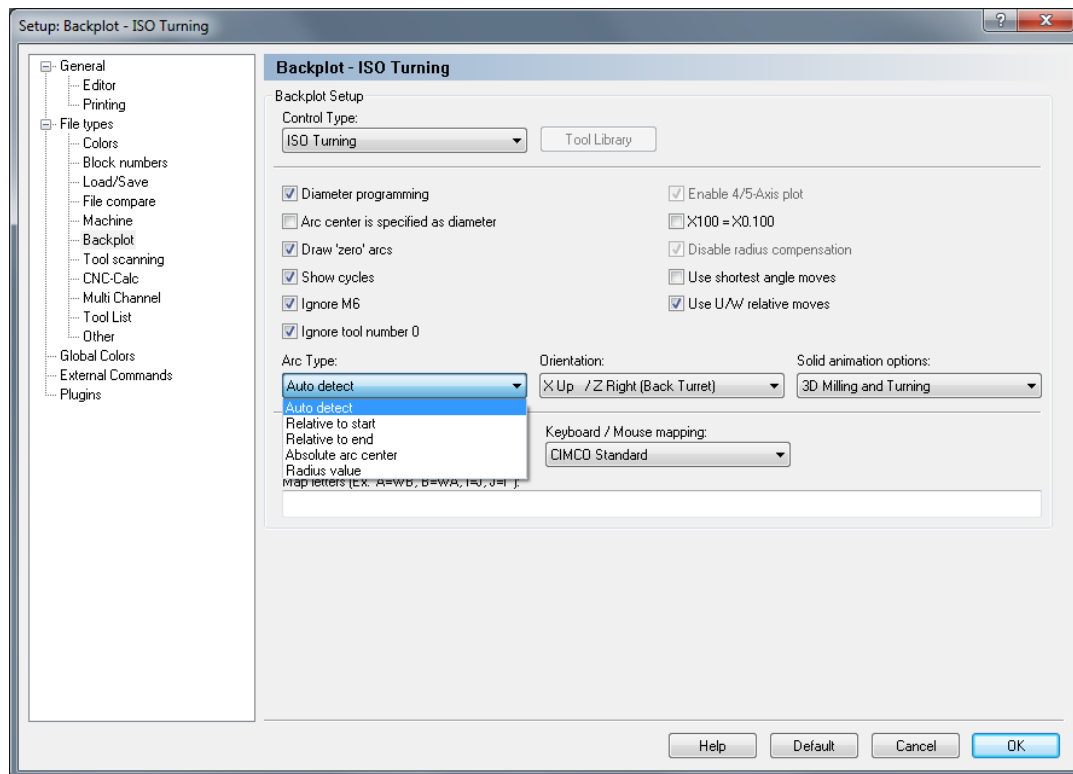 Setup: Backplot - ISO Turning
General
Editor
Printing
File types
Colors
Block numbers
Load/Save
File compare
Machine
Backplot
Tool scanning
CNC-Calc
Multi Channel
Tool List
Other
Global Colors
External Commands
Plugins
Backplot - ISO Turning
Backplot Setup
Control Type:
ISO Turning
Tool Library
Diameter programming
Enable 4/5-Axis plot
Arc center is specified as diameter
X100 = X0.100
Draw 'zero' arcs
Disable radius compensation
Show cycles
Use shortest angle moves
Ignore M6
Use U/W relative moves
Ignore tool number 0
Arc Type:
Orientation:
Solid animation options:
Auto detect
X Up / Z Right (Back Turret)
3D Milling and Turning
Auto detect
Relative to start
Relative to end
Absolute arc center
Radius value
Keyboard / Mouse mapping:
CIMCO Standard
Map letters (Ex. "A=WB, B=WA, I=J, J=I"):
Help
Default
Cancel
OK